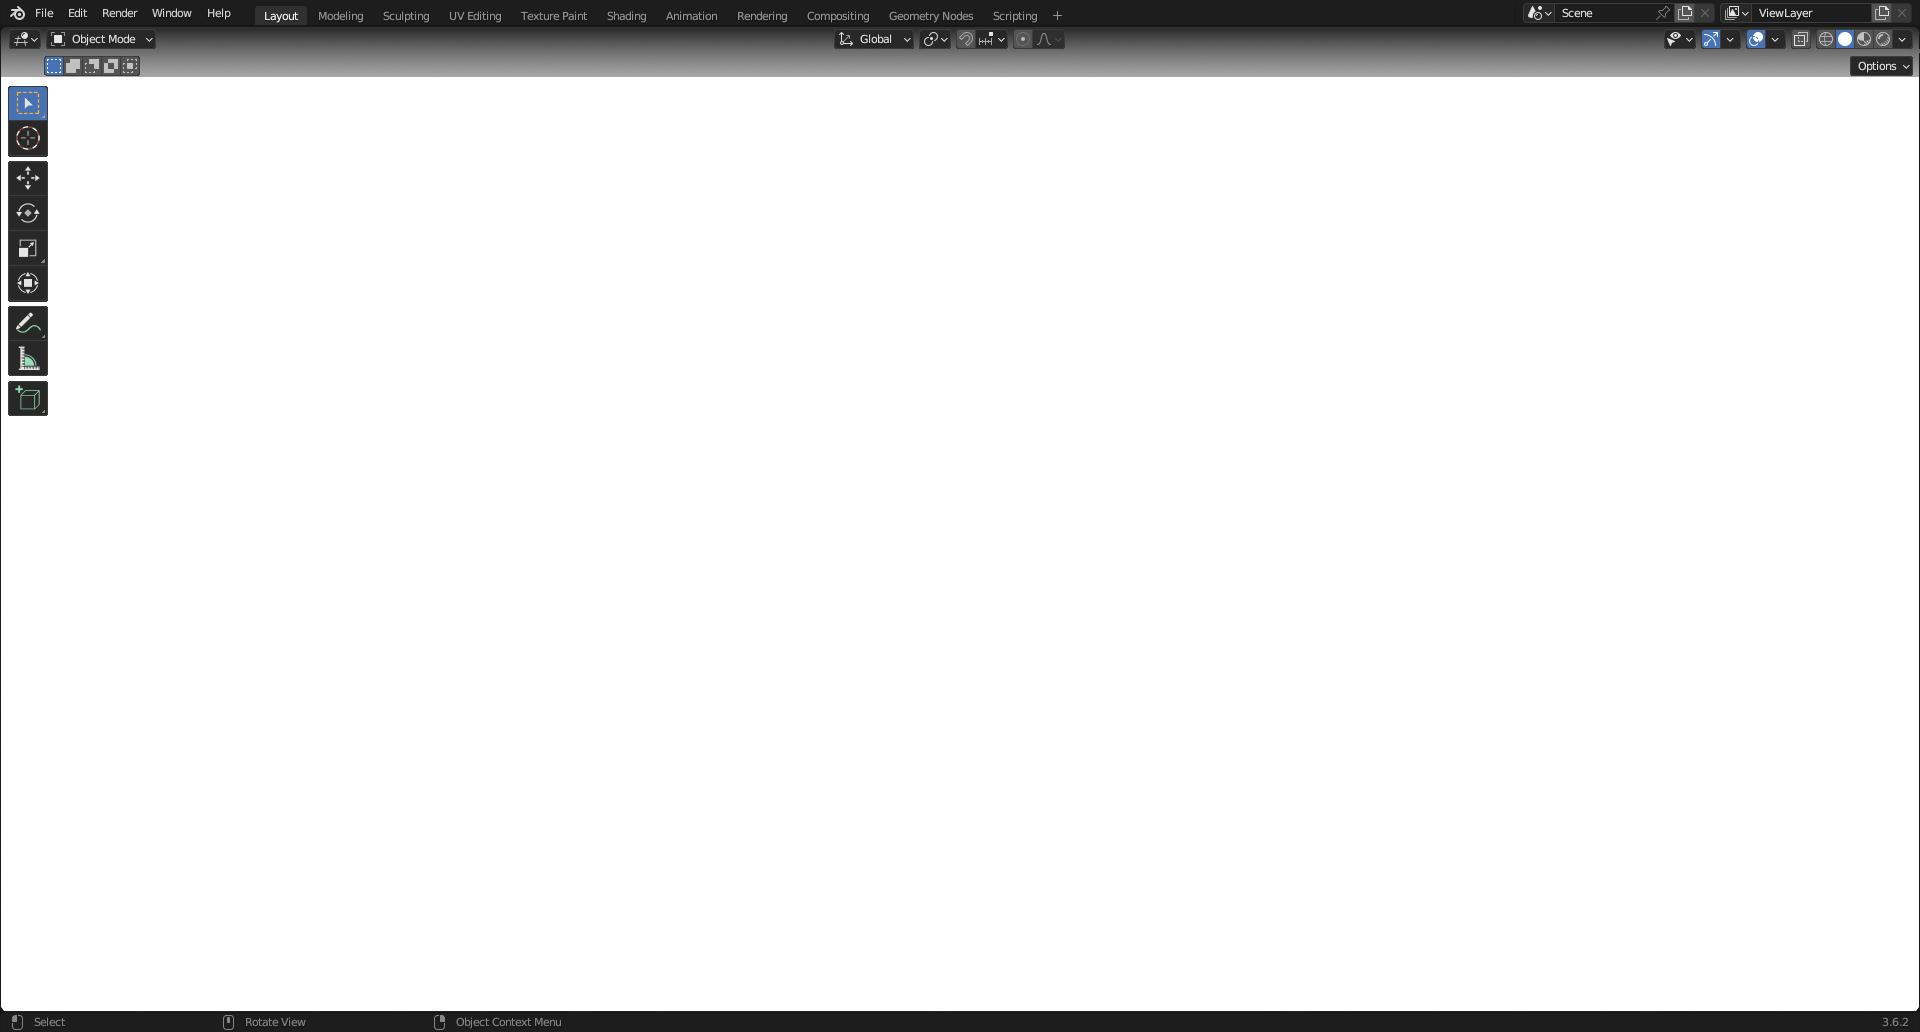 File Edit Render Window Help Layout Modeling Sculpting UV Editing Texture Paint Shading Animation Rendering Compositing Geometry Nodes Scripting + Scene ViewLayer
Object Mode Global
Options
Select Rotate View Object Context Menu 3.6.2